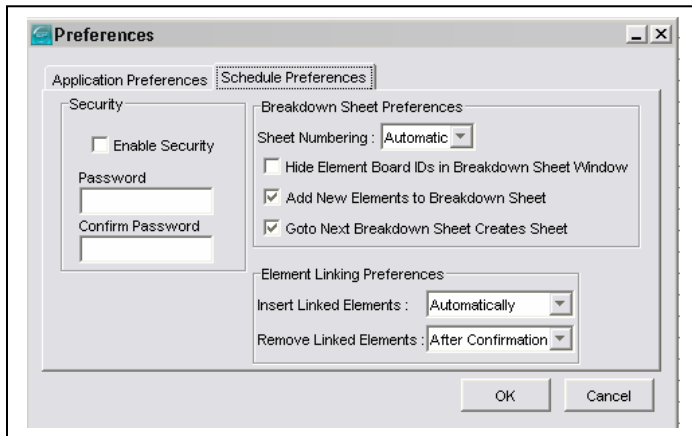 Preferences
Application Preferences Schedule Preferences
Security
Enable Security
Password
Confirm Password
Breakdown Sheet Preferences
Sheet Numbering : Automatic
Hide Element Board IDs in Breakdown Sheet Window
Add New Elements to Breakdown Sheet
Goto Next Breakdown Sheet Creates Sheet
Element Linking Preferences
Insert Linked Elements : Automatically
Remove Linked Elements : After Confirmation
OK Cancel